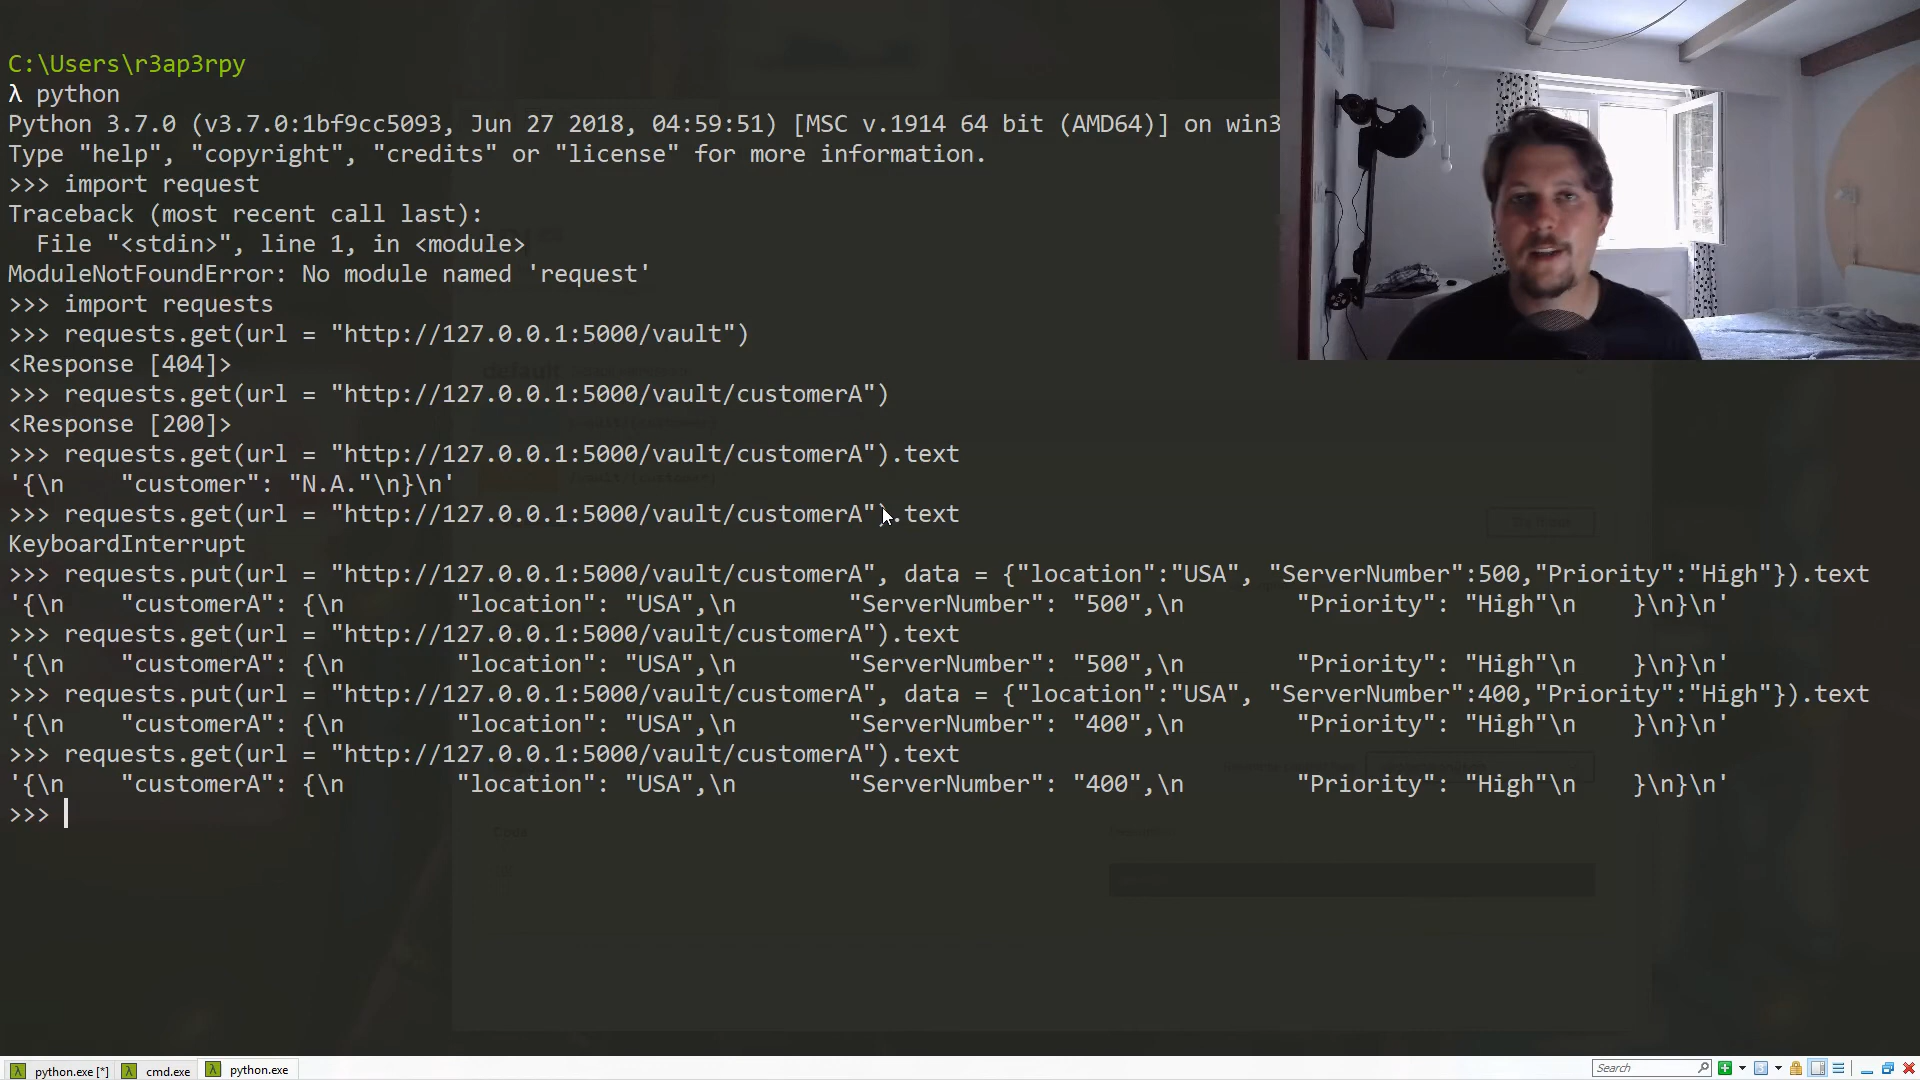 C:\Users\r3ap3rpy
λ python
Python 3.7.0 (v3.7.0:1bf9cc5093, Jun 27 2018, 04:59:51) [MSC v.1914 64 bit (AMD64)] on win3
Type "help", "copyright", "credits" or "license" for more information.
>>> import request
Traceback (most recent call last):
  File "<stdin>", line 1, in <module>
ModuleNotFoundError: No module named 'request'
>>> import requests
>>> requests.get(url = "http://127.0.0.1:5000/vault")
<Response [404]>
>>> requests.get(url = "http://127.0.0.1:5000/vault/customerA")
<Response [200]>
>>> requests.get(url = "http://127.0.0.1:5000/vault/customerA").text
'{\n    "customer": "N.A."\n}\n'
>>> requests.get(url = "http://127.0.0.1:5000/vault/customerA").text
KeyboardInterrupt
>>> requests.put(url = "http://127.0.0.1:5000/vault/customerA", data = {"location":"USA", "ServerNumber":500,"Priority":"High"}).text
'{\n    "customerA": {\n        "location": "USA",\n        "ServerNumber": "500",\n        "Priority": "High"\n    }\n}\n'
>>> requests.get(url = "http://127.0.0.1:5000/vault/customerA").text
'{\n    "customerA": {\n        "location": "USA",\n        "ServerNumber": "500",\n        "Priority": "High"\n    }\n}\n'
>>> requests.put(url = "http://127.0.0.1:5000/vault/customerA", data = {"location":"USA", "ServerNumber":400,"Priority":"High"}).text
'{\n    "customerA": {\n        "location": "USA",\n        "ServerNumber": "400",\n        "Priority": "High"\n    }\n}\n'
>>> requests.get(url = "http://127.0.0.1:5000/vault/customerA").text
'{\n    "customerA": {\n        "location": "USA",\n        "ServerNumber": "400",\n        "Priority": "High"\n    }\n}\n'
>>>
default
Code
λ python.exe [*] λ cmd.exe λ python.exe Search